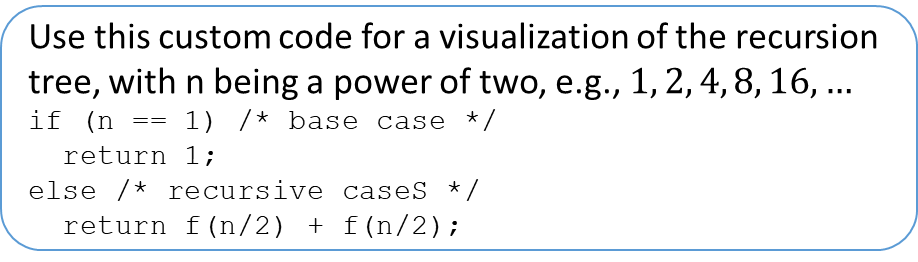 Use this custom code for a visualization of the recursion
tree, with n being a power of two, e.g., 1, 2, 4, 8, 16, ...
if (n == 1) /* base case */
  return 1;
else /* recursive caseS */
  return f(n/2) + f(n/2);